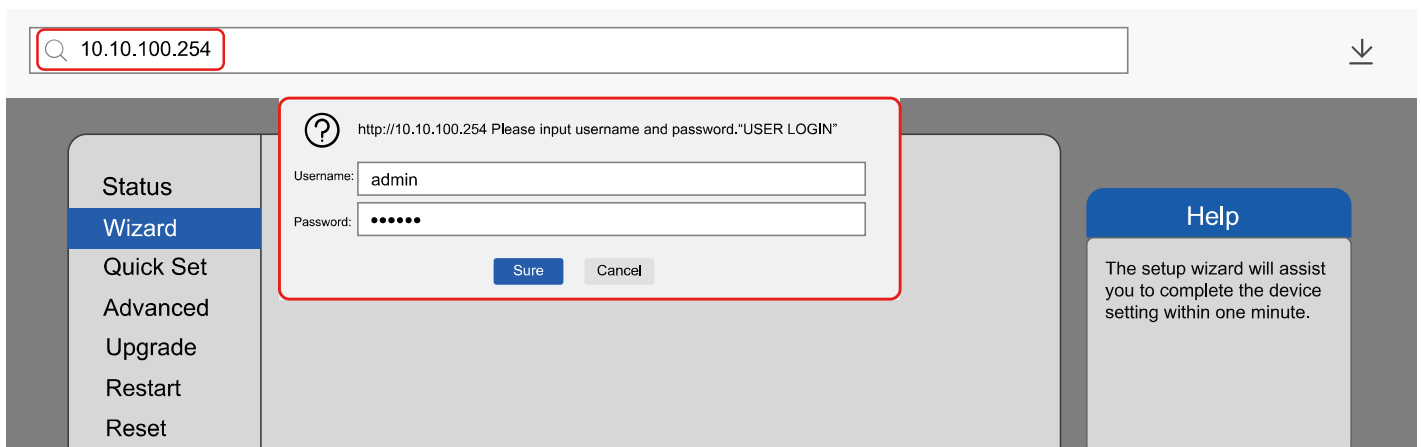 10.10.100.254
http://10.10.100.254 Please input username and password.“USER LOGIN”
Username: admin
Password: ••••••
Sure Cancel
Status
Wizard
Quick Set
Advanced
Upgrade
Restart
Reset
Help
The setup wizard will assist
you to complete the device
setting within one minute.